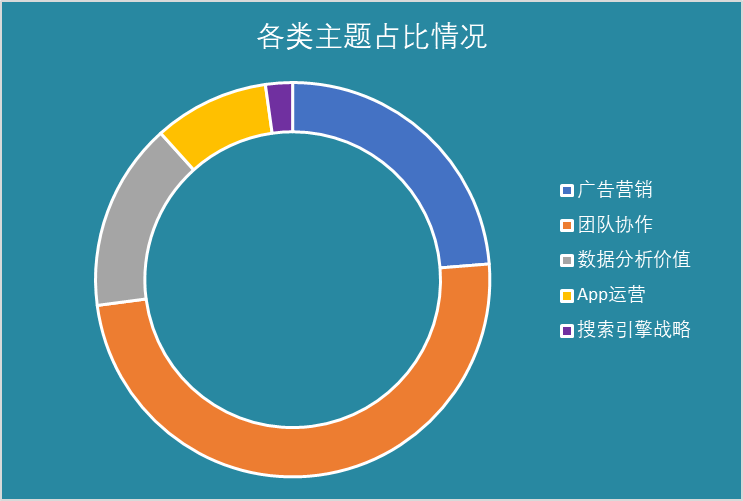 各类主题占比情况
广告营销
团队协作
数据分析价值
App运营
搜索引擎战略